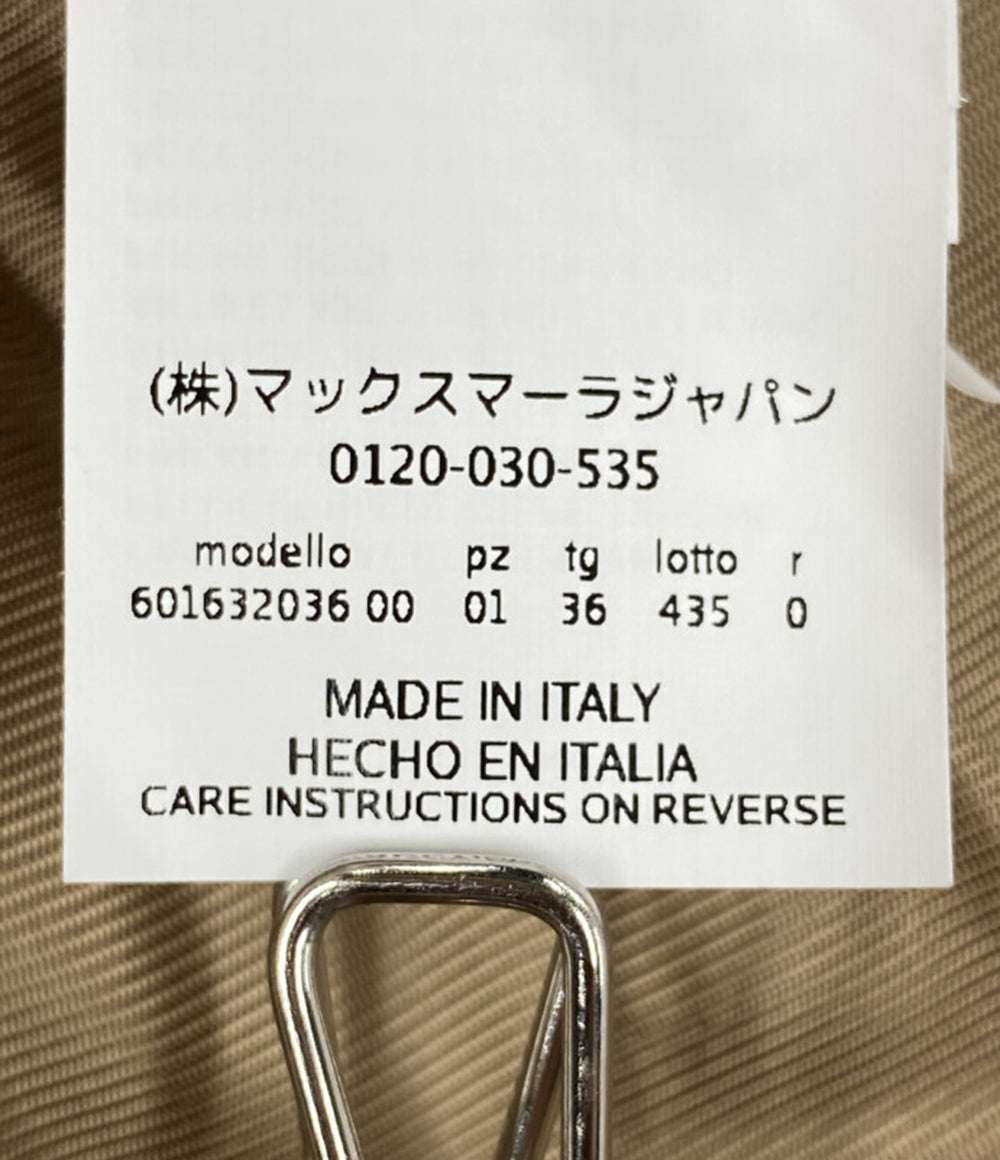 (株)マックスマーラジャパン
0120-030-535
modello pz tg lotto r
601632036 00 01 36 435 0
MADE IN ITALY
HECHO EN ITALIA
CARE INSTRUCTIONS ON REVERSE